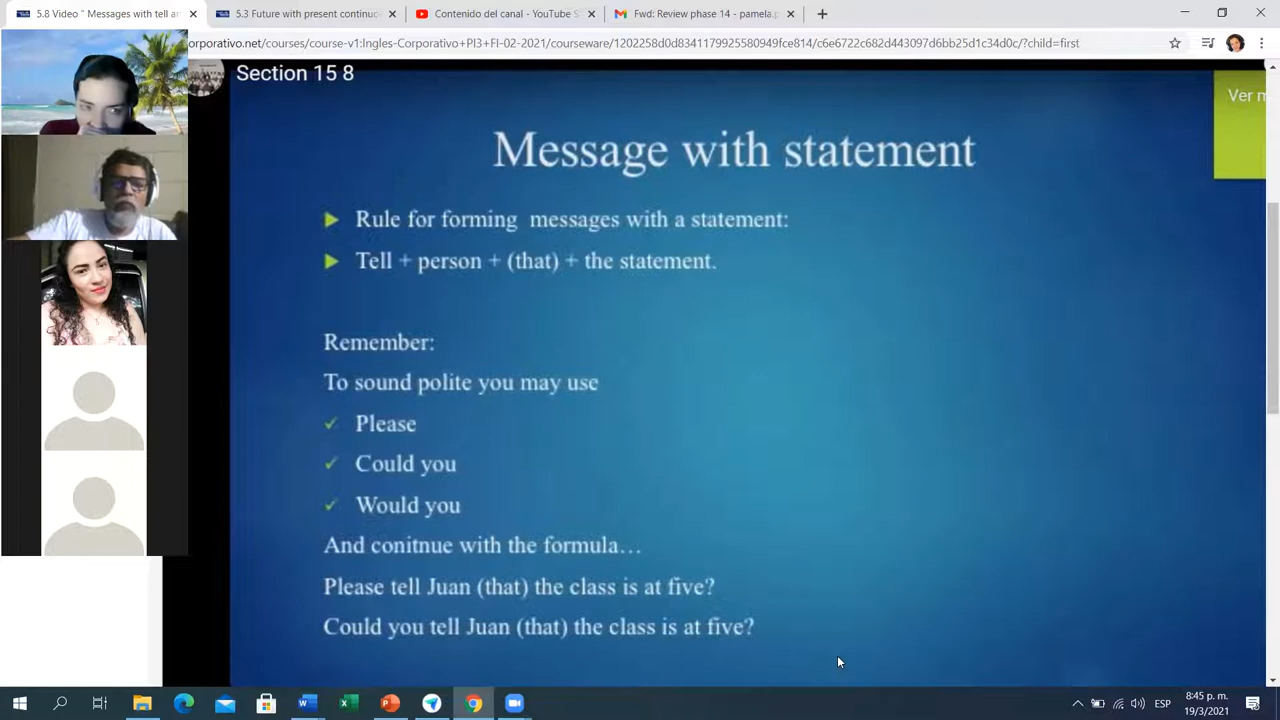 5.8 Video " Messages with tell an
5.3 Future with present continuc
Contenido del canal - YouTube S
Fwd: Review phase 14 - pamela.p
orporativo.net/courses/course-v1:Ingles-Corporativo+PI3+FI-02-2021/courseware/1202258d0d8341179925580949fce814/c6e6722c682d443097d6bb25d1c34d0c/?child=first
Section 15 8
Ver m
Message with statement
Rule for forming messages with a statement:
Tell + person + (that) + the statement.
Remember:
To sound polite you may use
Please
Could you
Would you
And conitnue with the formula…
Please tell Juan (that) the class is at five?
Could you tell Juan (that) the class is at five?
ESP
8:45 p. m.
19/3/2021